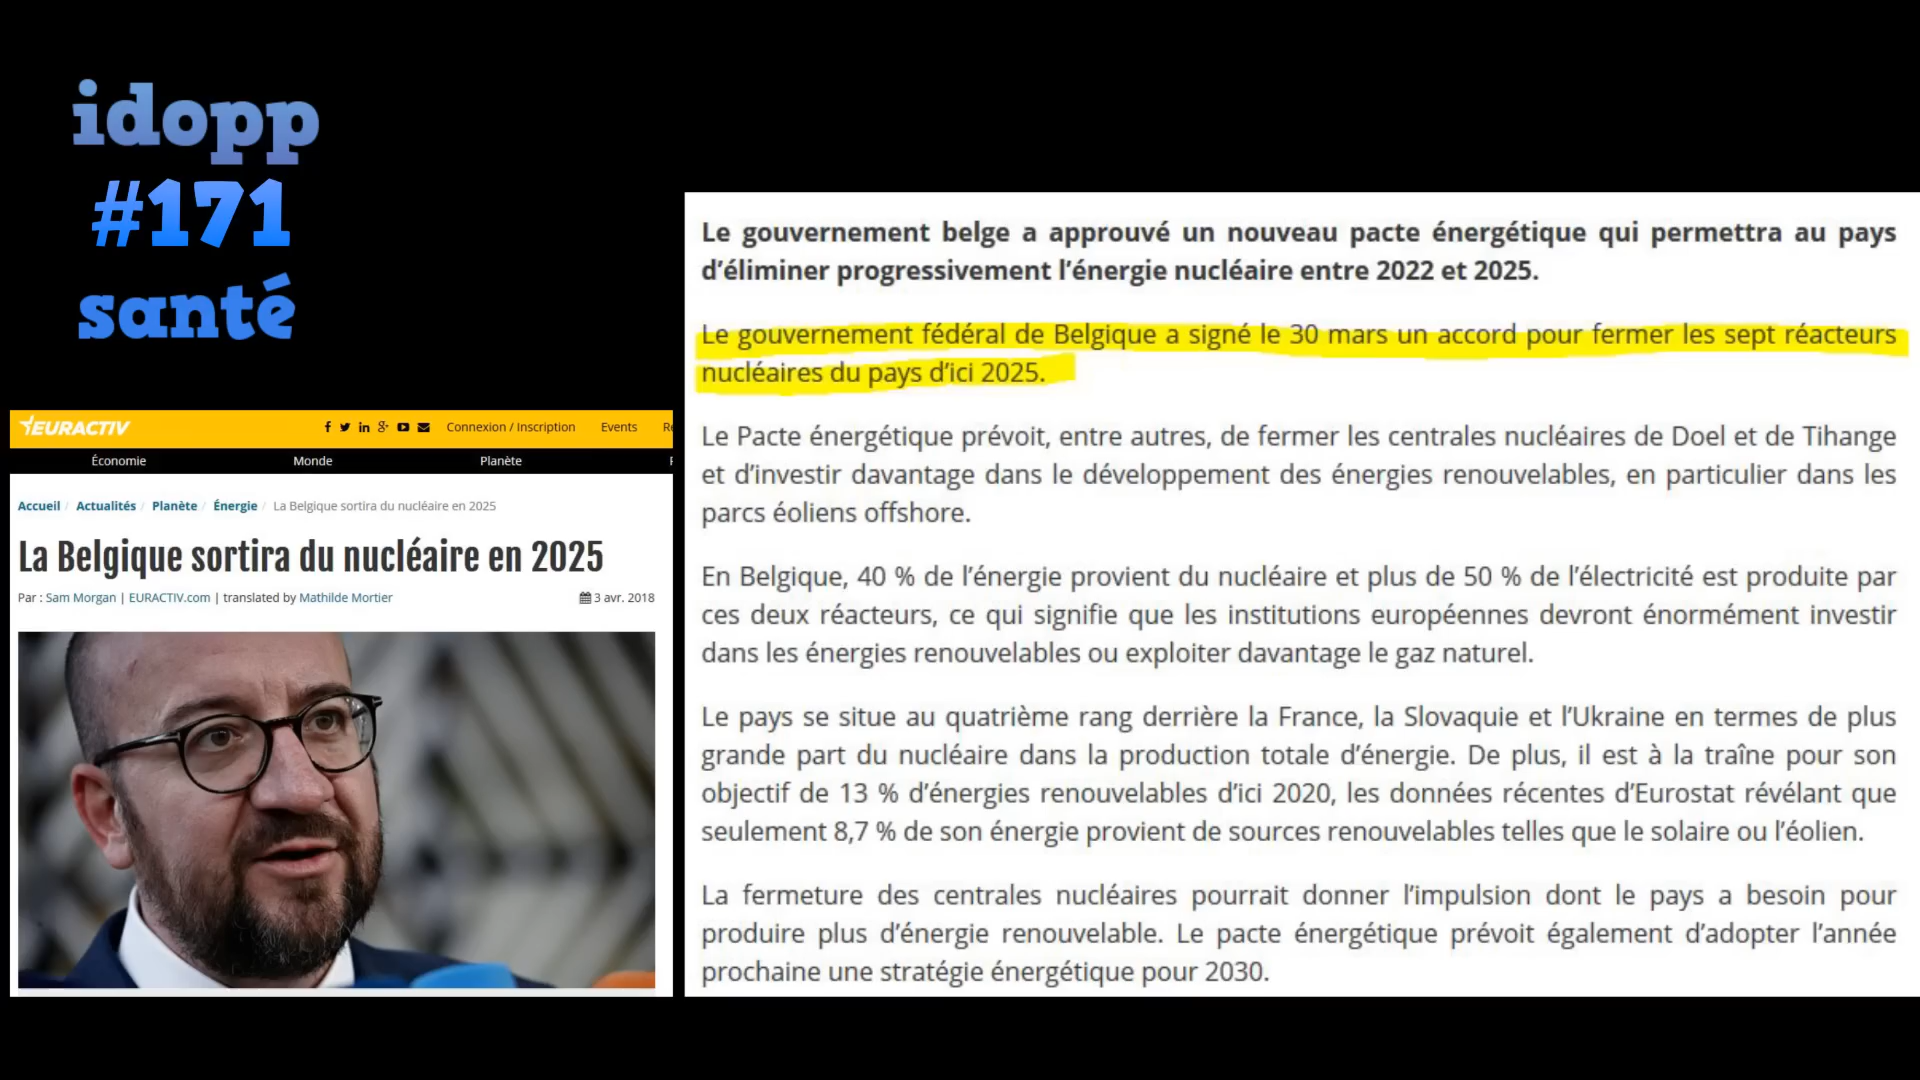 idopp
#171
santé
EURACTIV
Connexion / Inscription Events
Économie Monde Planète
Accueil / Actualités / Planète / Énergie / La Belgique sortira du nucléaire en 2025
La Belgique sortira du nucléaire en 2025
Par : Sam Morgan | EURACTIV.com | translated by Mathilde Mortier 3 avr. 2018
Le gouvernement belge a approuvé un nouveau pacte énergétique qui permettra au pays
d’éliminer progressivement l’énergie nucléaire entre 2022 et 2025.
Le gouvernement fédéral de Belgique a signé le 30 mars un accord pour fermer les sept réacteurs
nucléaires du pays d’ici 2025.
Le Pacte énergétique prévoit, entre autres, de fermer les centrales nucléaires de Doel et de Tihange
et d’investir davantage dans le développement des énergies renouvelables, en particulier dans les
parcs éoliens offshore.
En Belgique, 40 % de l’énergie provient du nucléaire et plus de 50 % de l’électricité est produite par
ces deux réacteurs, ce qui signifie que les institutions européennes devront énormément investir
dans les énergies renouvelables ou exploiter davantage le gaz naturel.
Le pays se situe au quatrième rang derrière la France, la Slovaquie et l’Ukraine en termes de plus
grande part du nucléaire dans la production totale d’énergie. De plus, il est à la traîne pour son
objectif de 13 % d’énergies renouvelables d’ici 2020, les données récentes d’Eurostat révélant que
seulement 8,7 % de son énergie provient de sources renouvelables telles que le solaire ou l’éolien.
La fermeture des centrales nucléaires pourrait donner l’impulsion dont le pays a besoin pour
produire plus d’énergie renouvelable. Le pacte énergétique prévoit également d’adopter l’année
prochaine une stratégie énergétique pour 2030.